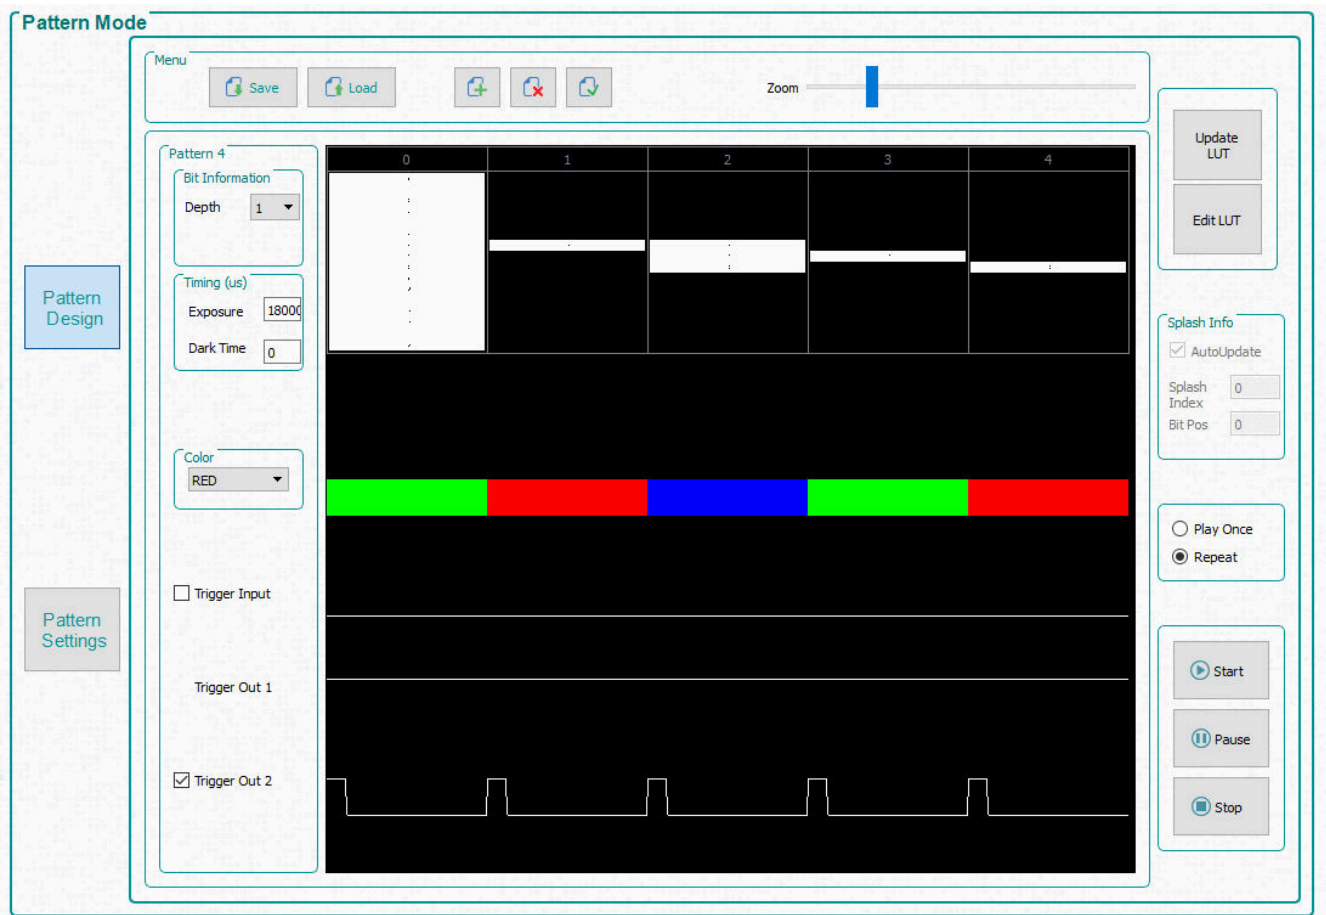 Pattern Mode
Menu
Save
Load
Zoom
Update
LUT
Pattern 4
0 1 2 3 4
Bit Information
Depth 1
Edit LUT
Timing (us)
Exposure 18000
Dark Time 0
Pattern
Design
Splash Info
AutoUpdate
Splash
Index
0
Bit Pos 0
Color
RED
Play Once
Repeat
Trigger Input
Pattern
Settings
Trigger Out 1
Start
Pause
Trigger Out 2
Stop